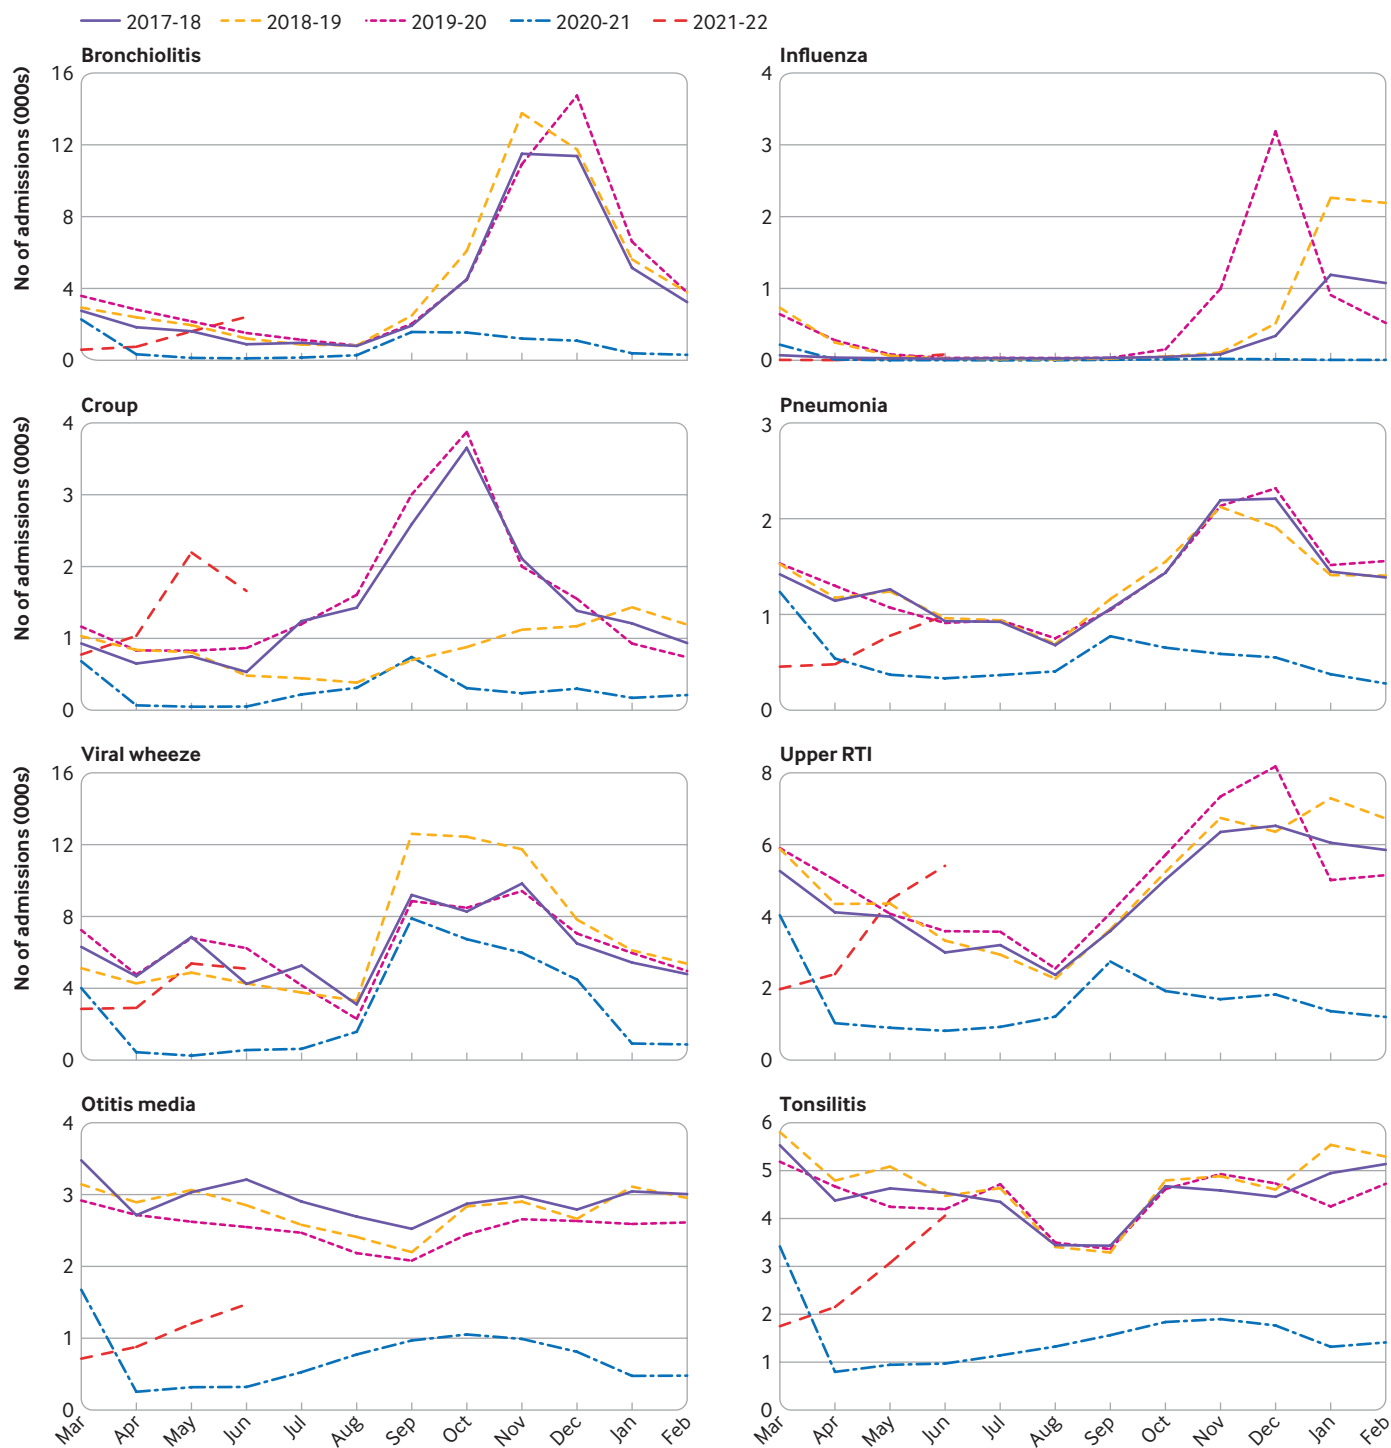 2017-18 2018-19 2019-20 2020-21 2021-22
Bronchiolitis
No of admissions (000s)
16
12
8
4
0
Influenza
4
3
2
1
0
Croup
No of admissions (000s)
4
3
2
1
0
Pneumonia
3
2
1
0
Viral wheeze
No of admissions (000s)
16
12
8
4
0
Upper RTI
8
6
4
2
0
Otitis media
4
3
2
1
0
Mar Apr May Jun Jul Aug Sep Oct Nov Dec Jan Feb
Tonsilitis
6
5
4
3
2
1
0
Mar Apr May Jun Jul Aug Sep Oct Nov Dec Jan Feb